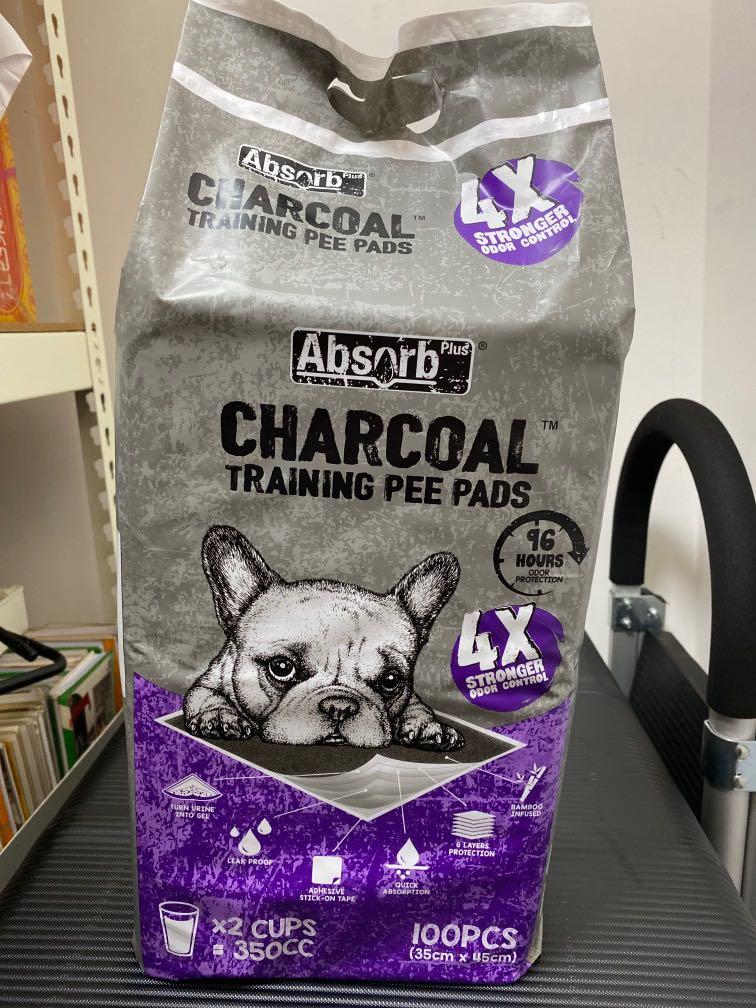 Absorb Plus®
CHARCOAL™
TRAINING PEE PADS
4X
STRONGER
ODOR CONTROL
Absorb Plus®
CHARCOAL™
TRAINING PEE PADS
96
HOURS
ODOR
PROTECTION
4X
STRONGER
ODOR CONTROL
TURN URINE
INTO GEL
LEAK PROOF
ADHESIVE
STICK-ON TAPE
QUICK
ABSORPTION
6 LAYERS
PROTECTION
BAMBOO
INFUSED
x2 CUPS
= 350CC
100PCS
(35cm x 45cm)